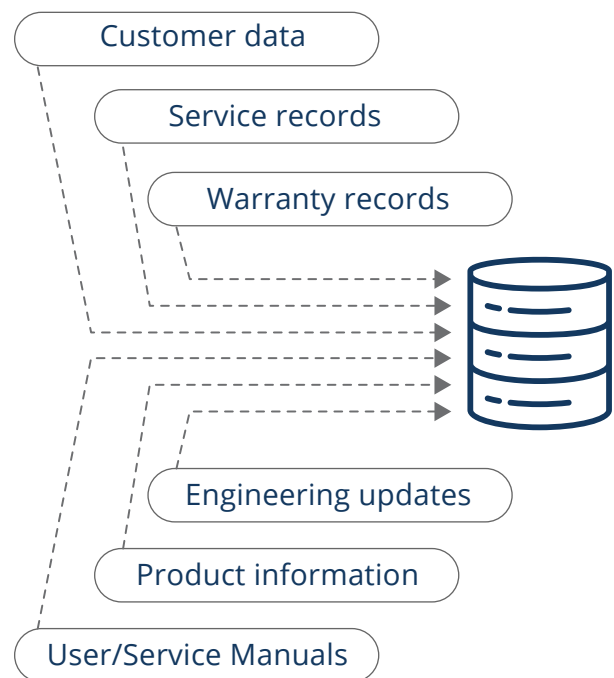 Customer data
Service records
Warranty records
Engineering updates
Product information
User/Service Manuals